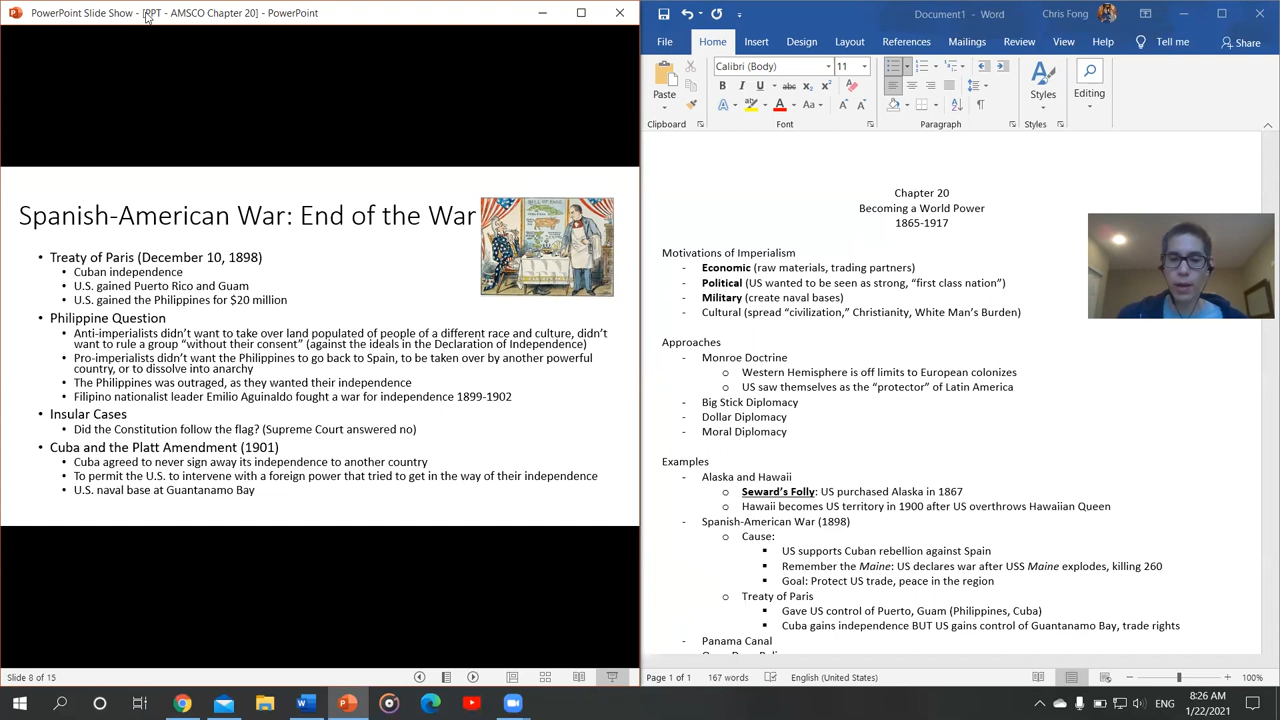 PowerPoint Slide Show - [PPT - AMSCO Chapter 20] - PowerPoint
Spanish-American War: End of the War
• Treaty of Paris (December 10, 1898)
• Cuban independence
• U.S. gained Puerto Rico and Guam
• U.S. gained the Philippines for $20 million
• Philippine Question
• Anti-imperialists didn't want to take over land populated of people of a different race and culture, didn't
want to rule a group "without their consent" (against the ideals in the Declaration of Independence)
• Pro-imperialists didn't want the Philippines to go back to Spain, to be taken over by another powerful
country, or to dissolve into anarchy
• The Philippines was outraged, as they wanted their independence
• Filipino nationalist leader Emilio Aguinaldo fought a war for independence 1899-1902
• Insular Cases
• Did the Constitution follow the flag? (Supreme Court answered no)
• Cuba and the Platt Amendment (1901)
• Cuba agreed to never sign away its independence to another country
• To permit the U.S. to intervene with a foreign power that tried to get in the way of their independence
• U.S. naval base at Guantanamo Bay
BILL OF FARE
Slide 8 of 15
Document1 - Word
Chris Fong
File Home Insert Design Layout References Mailings Review View Help Tell me Share
Calibri (Body) 11
Paste
Styles
Editing
Clipboard Font Paragraph Styles
Chapter 20
Becoming a World Power
1865-1917
Motivations of Imperialism
- Economic (raw materials, trading partners)
- Political (US wanted to be seen as strong, "first class nation")
- Military (create naval bases)
- Cultural (spread "civilization," Christianity, White Man's Burden)
Approaches
- Monroe Doctrine
o Western Hemisphere is off limits to European colonizes
o US saw themselves as the "protector" of Latin America
- Big Stick Diplomacy
- Dollar Diplomacy
- Moral Diplomacy
Examples
- Alaska and Hawaii
o Seward's Folly: US purchased Alaska in 1867
o Hawaii becomes US territory in 1900 after US overthrows Hawaiian Queen
- Spanish-American War (1898)
o Cause:
▪ US supports Cuban rebellion against Spain
▪ Remember the Maine: US declares war after USS Maine explodes, killing 260
▪ Goal: Protect US trade, peace in the region
o Treaty of Paris
▪ Gave US control of Puerto, Guam (Philippines, Cuba)
▪ Cuba gains independence BUT US gains control of Guantanamo Bay, trade rights
- Panama Canal
Page 1 of 1 167 words English (United States) 100%
ENG
8:26 AM
1/22/2021